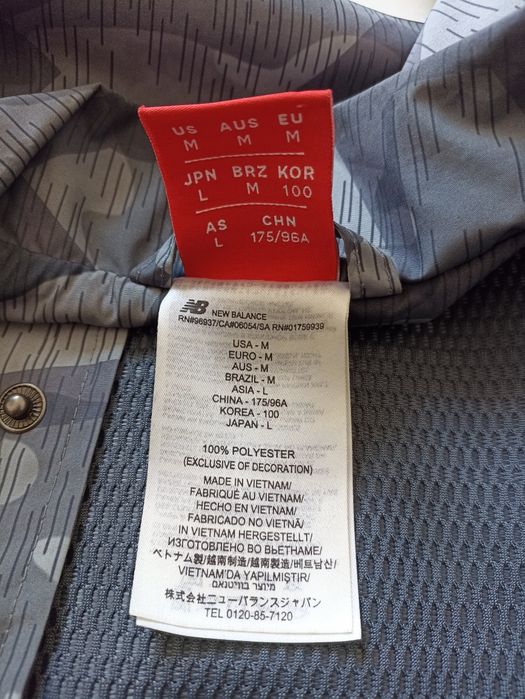 US AUS EU
M M M
JPN BRZ KOR
L M 100
AS CHN
L 175/96A
NB NEW BALANCE
RN#96937/CA#06054/SA RN#01759939
USA - M
EURO - M
AUS - M
BRAZIL - M
ASIA - L
CHINA - 175/96A
KOREA - 100
JAPAN - L
100% POLYESTER
(EXCLUSIVE OF DECORATION)
MADE IN VIETNAM/
FABRIQUÉ AU VIETNAM/
HECHO EN VIETNAM/
FABRICADO NO VIETNÃ/
IN VIETNAM HERGESTELLT/
ИЗГОТОВЛЕНО ВО ВЬЕТНАМЕ/
ベトナム製/越南制造/越南製造/베트남산/
VIETNAM'DA YAPILMIŞTIR/
מיוצר בווייטנאם
株式会社ニューバランスジャパン
TEL 0120-85-7120